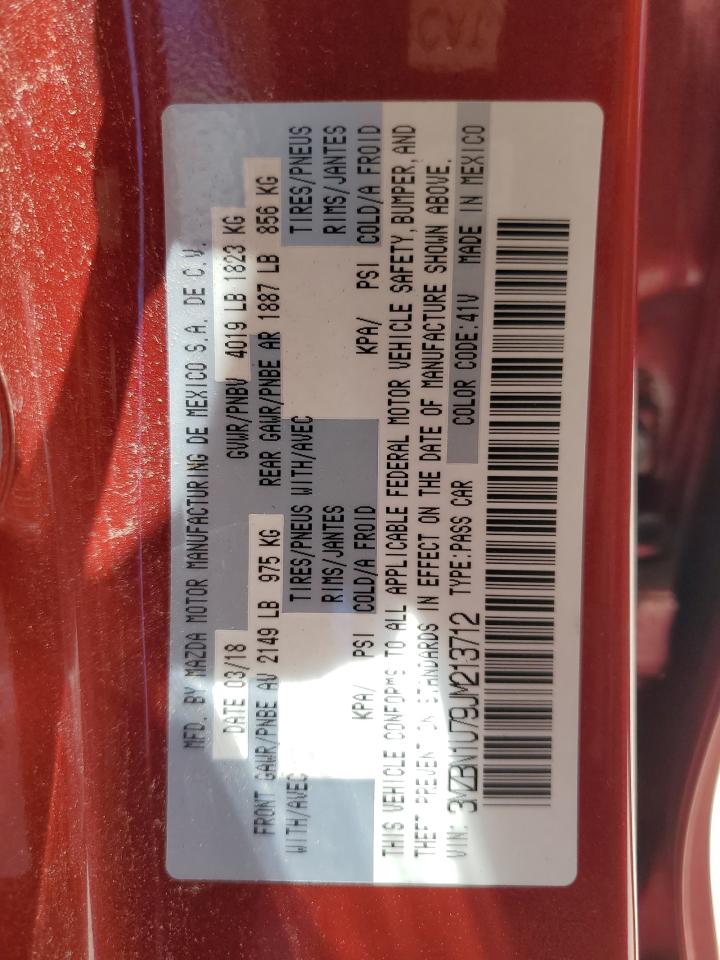 MFD. BY MAZDA MOTOR MANUFACTURING DE MEXICO S.A. DE C.V.
DATE 03/18 GVWR/PNBV 4019 LB 1823 KG
FRONT GAWR/PNBE AV 2149 LB 975 KG REAR GAWR/PNBE AR 1887 LB 856 KG
WITH/AVEC TIRES/PNEUS WITH/AVEC TIRES/PNEUS
RIMS/JANTES RIMS/JANTES
KPA/ PSI COLD/A FROID KPA/ PSI COLD/A FROID
THIS VEHICLE CONFORMS TO ALL APPLICABLE FEDERAL MOTOR VEHICLE SAFETY, BUMPER, AND
THEFT PREVENTION STANDARDS IN EFFECT ON THE DATE OF MANUFACTURE SHOWN ABOVE.
VIN: 3MZBN1U79JM213712 TYPE:PASS CAR COLOR CODE:41V MADE IN MEXICO